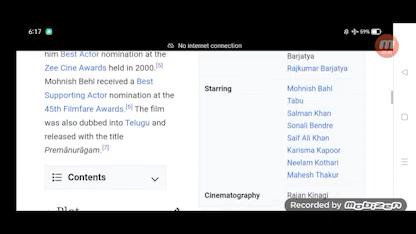 6:17
59%
No internet connection
him Best Actor nomination at the
Zee Cine Awards held in 2000.[5]
Mohnish Behl received a Best
Supporting Actor nomination at the
45th Filmfare Awards.[6] The film
was also dubbed into Telugu and
released with the title
Premānurāgam.[7]
Contents
Plot
Barjatya
Rajkumar Barjatya
Starring
Mohnish Bahl
Tabu
Salman Khan
Sonali Bendre
Saif Ali Khan
Karisma Kapoor
Neelam Kothari
Mahesh Thakur
Cinematography
Rajan Kinagi
Recorded by
MOBIZEN